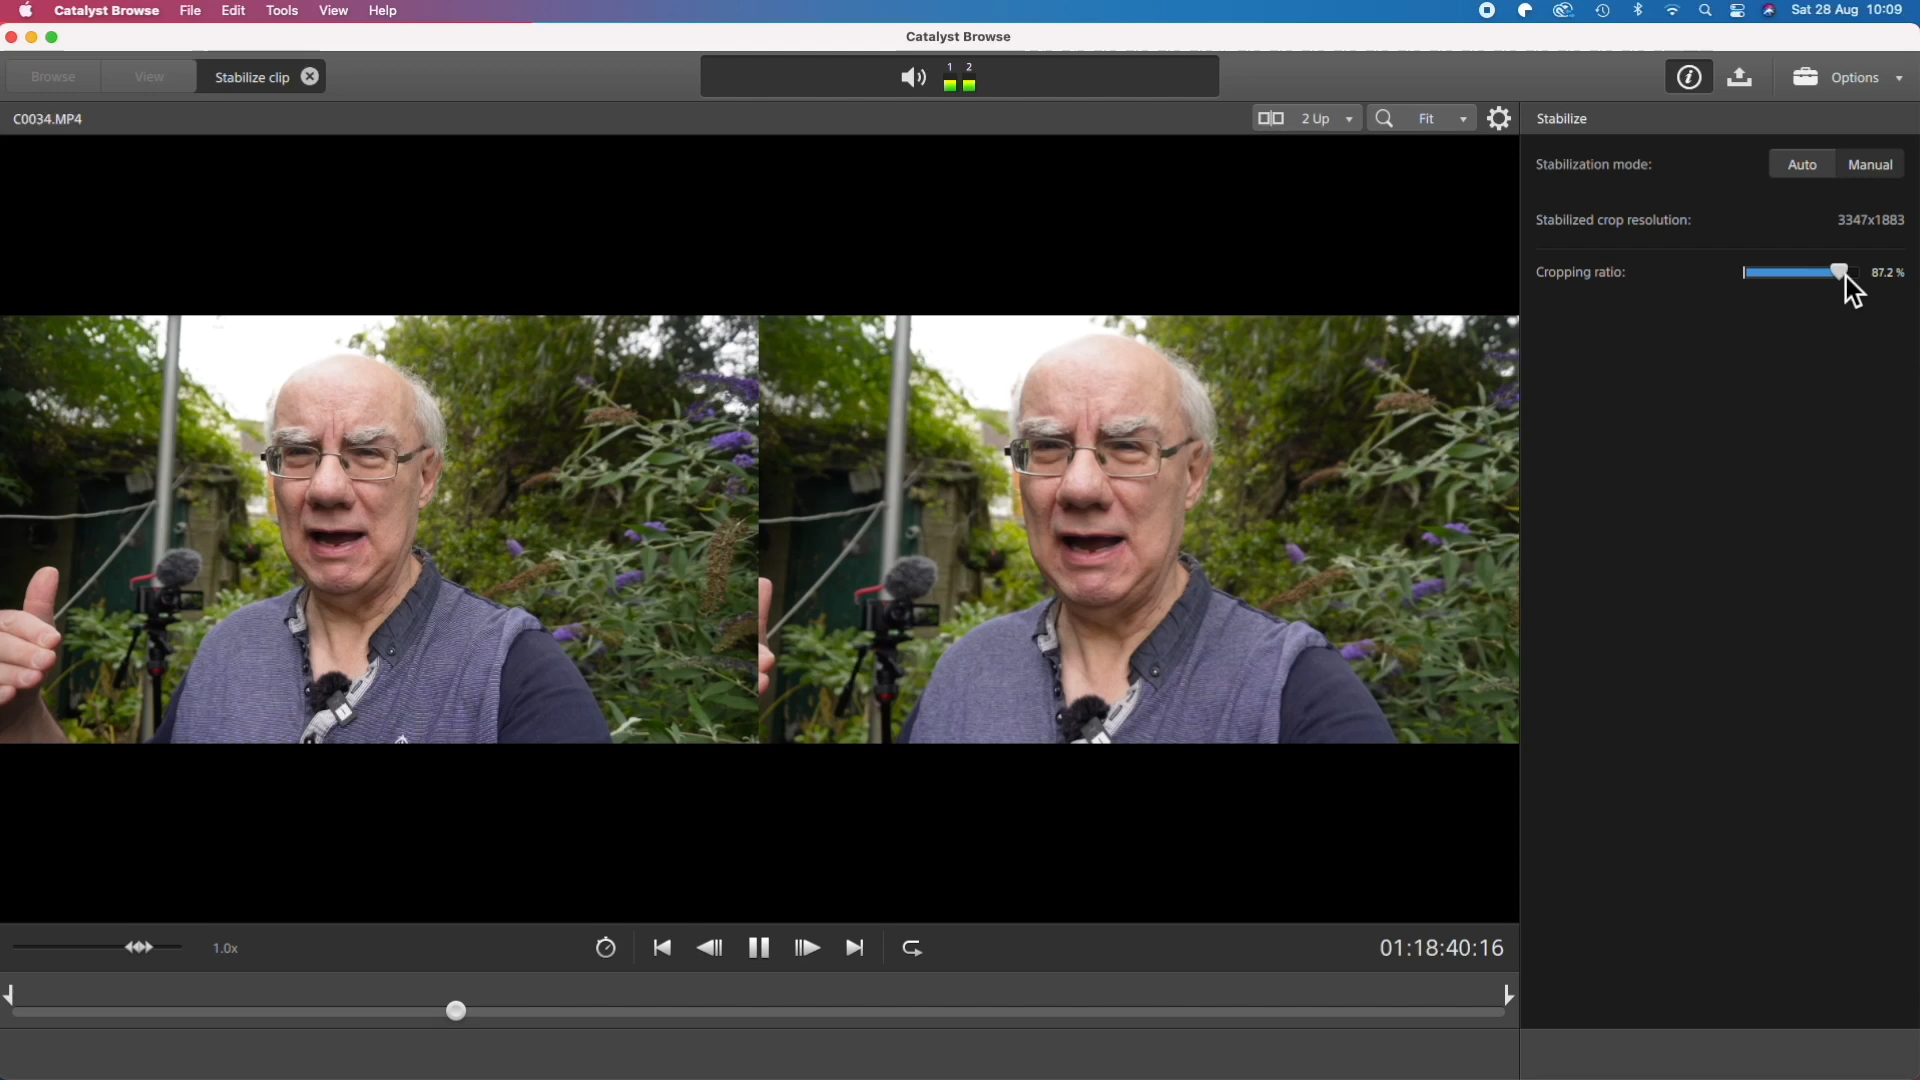 Catalyst Browse File Edit Tools View Help Sat 28 Aug 10:09
Catalyst Browse
Browse View Stabilize clip 1 2 Options
C0034.MP4 2 Up Fit Stabilize
Stabilization mode: Auto Manual
Stabilized crop resolution: 3347x1883
Cropping ratio: 87.2 %
1.0x 01:18:40:16